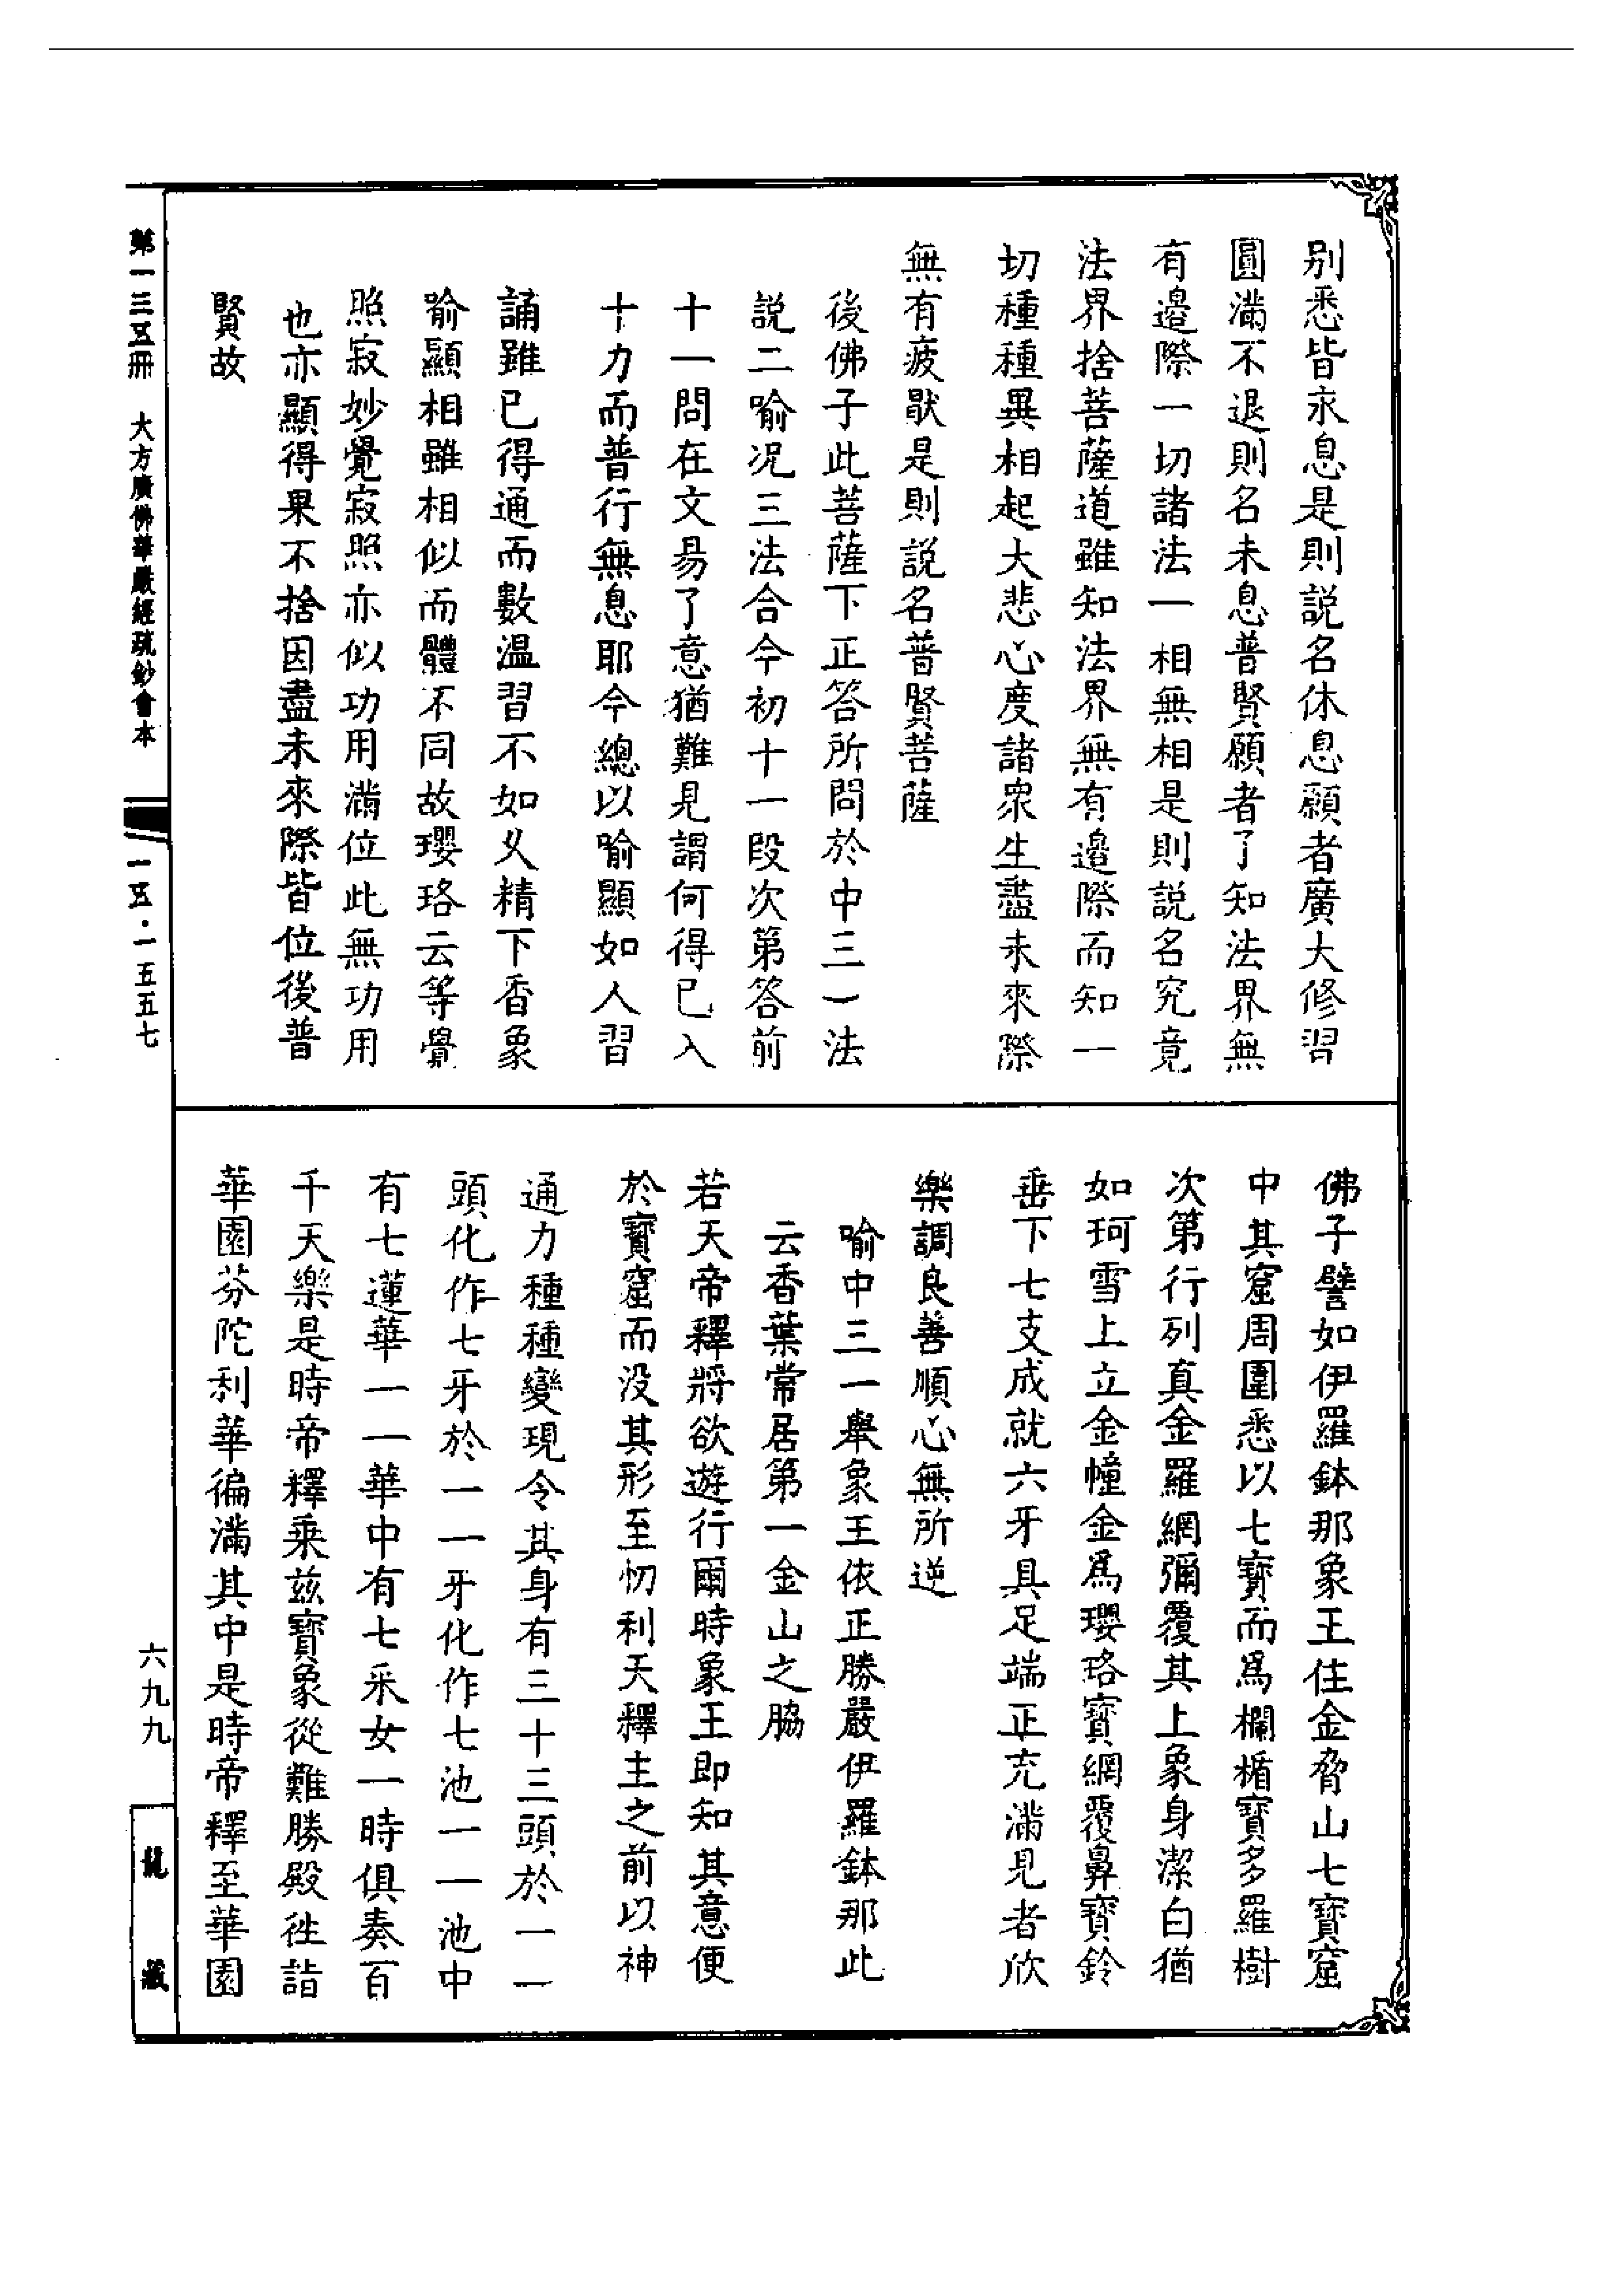 别悉皆永息是則説名休息願者廣大修習
圓滿不退則名未息普賢願者了知法界無
有邊際一切諸法一相無相是則説名究竟
法界捨菩薩道雖知法界無有邊際而知一
切種種異相起大悲心度諸衆生盡未來際
無有疲猒是則説名普賢菩薩
後佛子此菩薩下正答所問於中三一法
説二喻况三法合今初十一段次第答前
十一問在文易了意猶難見謂何得已入
十力而普行無息耶今總以喻顯如人習
誦雖已得通而數温習不如乆精下香象
喻顯相雖相似而體不同故瓔珞云等覺
照寂妙覺寂照亦似功用滿位此無功用
也亦顯得果不捨因盡未來際皆位後普
賢故
佛子譬如伊羅鉢那象王住金脅山七寶窟
中其窟周圍悉以七寶而爲欄楯寶多羅樹
次第行列真金羅網彌覆其上象身潔白猶
如珂雪上立金幢金爲瓔珞寶網覆鼻寶鈴
垂下七支成就六牙具足端正充滿見者欣
樂調良善順心無所逆
喻中三一舉象王依正勝嚴伊羅鉢那此
云香葉常居第一金山之脇
若天帝釋將欲遊行爾時象王即知其意便
於寶窟而没其形至忉利天釋主之前以神
通力種種變現令其身有三十三頭於一一
頭化作七牙於一一牙化作七池一一池中
有七蓮華一一華中有七釆女一時俱奏百
千天樂是時帝釋乘兹寶象從難勝殿徃詣
華園芬陀利華徧滿其中是時帝釋至華園
第一三五冊 大方廣佛華嚴經疏鈔會本 一五·一五五七
六九九
龍藏